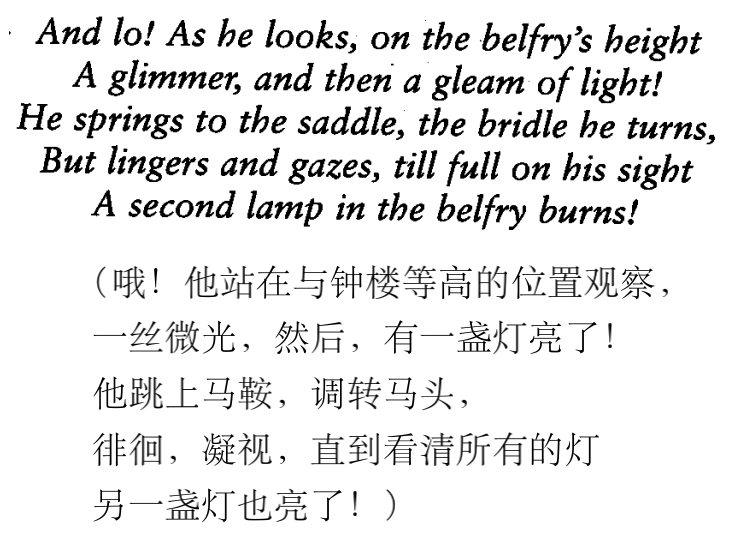 And lo! As he looks, on the belfry's height
A glimmer, and then a gleam of light!
He springs to the saddle, the bridle he turns,
But lingers and gazes, till full on his sight
A second lamp in the belfry burns!
（哦！他站在与钟楼等高的位置观察，
一丝微光，然后，有一盏灯亮了！
他跳上马鞍，调转马头，
徘徊，凝视，直到看清所有的灯
另一盏灯也亮了！）